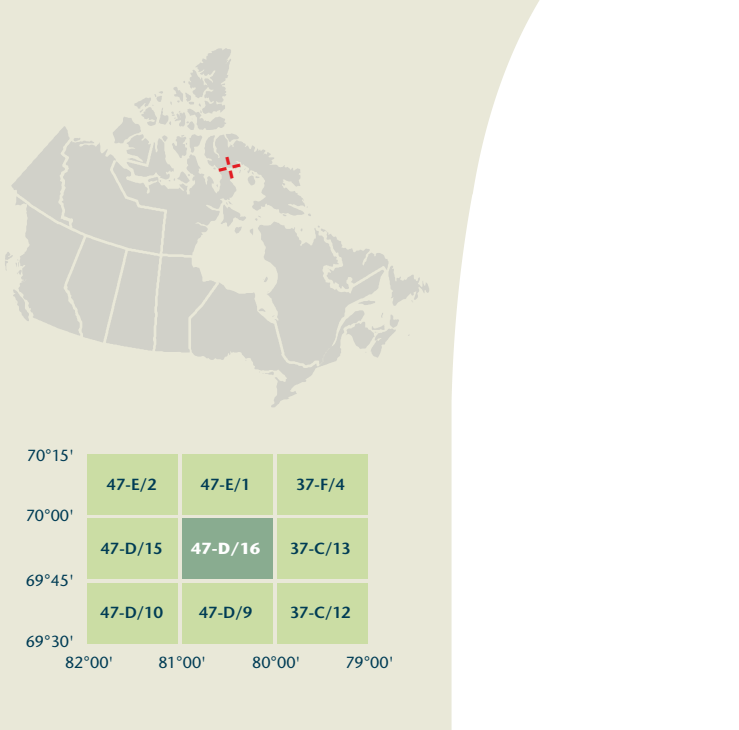 70°15'
47-E/2 47-E/1 37-F/4
70°00'
47-D/15 47-D/16 37-C/13
69°45'
47-D/10 47-D/9 37-C/12
69°30'
82°00' 81°00' 80°00' 79°00'